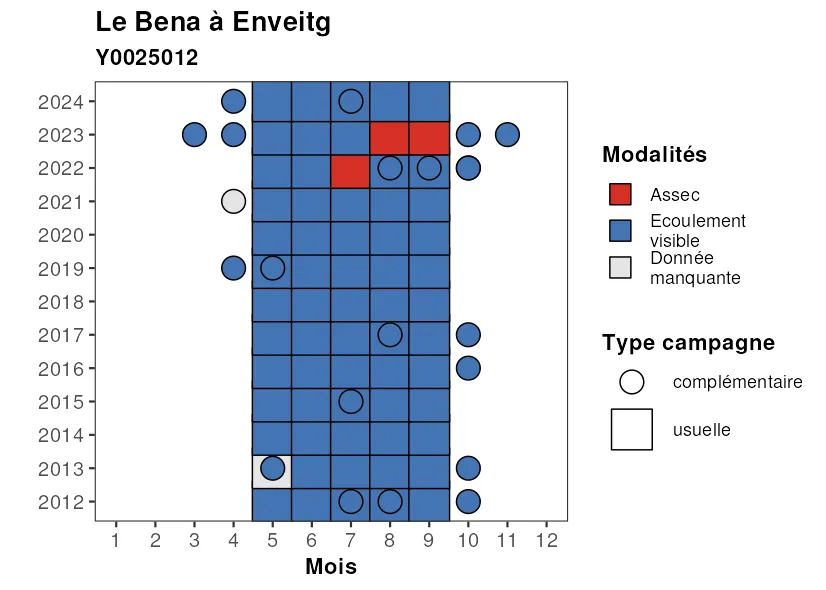 Le Bena à Enveitg
Y0025012
2024
2023
2022
2021
2020
2019
2018
2017
2016
2015
2014
2013
2012
1 2 3 4 5 6 7 8 9 10 11 12
Mois
Modalités
Assec
Ecoulement
visible
Donnée
manquante
Type campagne
complémentaire
usuelle